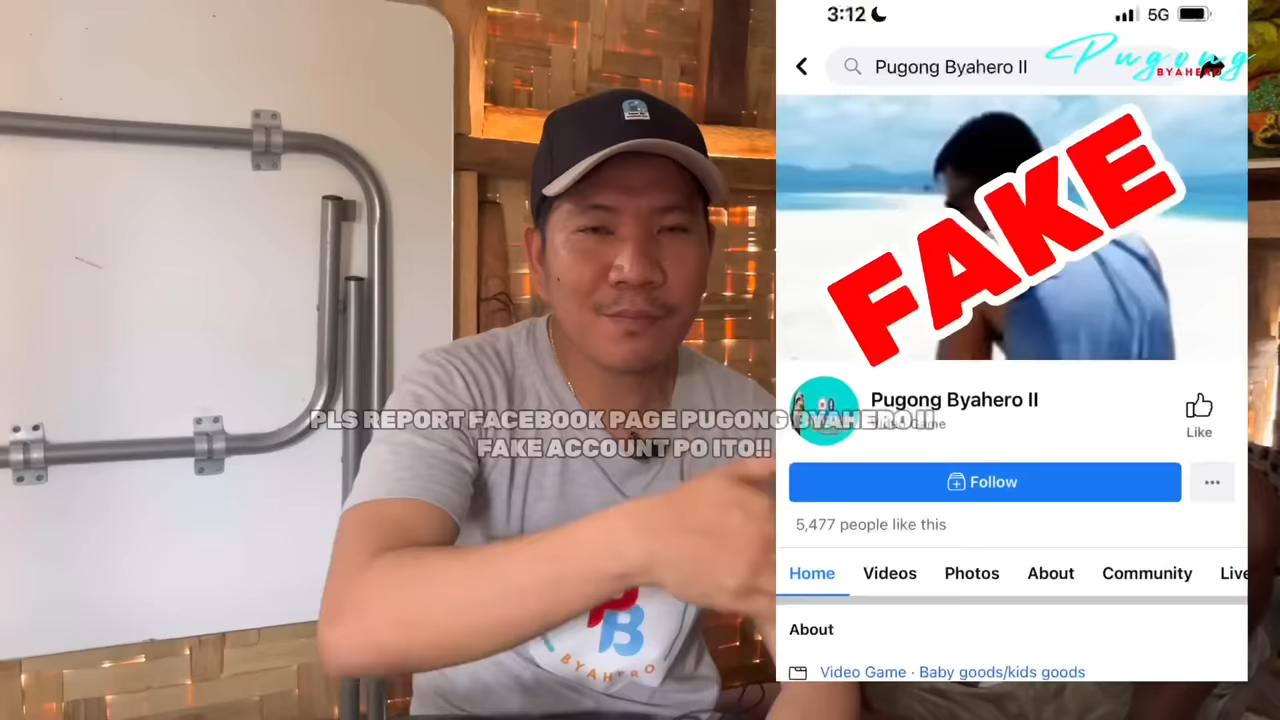 3:12
5G
Pugong Byahero II
Pugong
BYAHERO
FAKE
Pugong Byahero II
Like
PLS REPORT FACEBOOK PAGE PUGONG BYAHERO II
FAKE ACCOUNT PO ITO!!
Follow
5,477 people like this
Home Videos Photos About Community Live
About
Video Game · Baby goods/kids goods
PB
BYAHERO